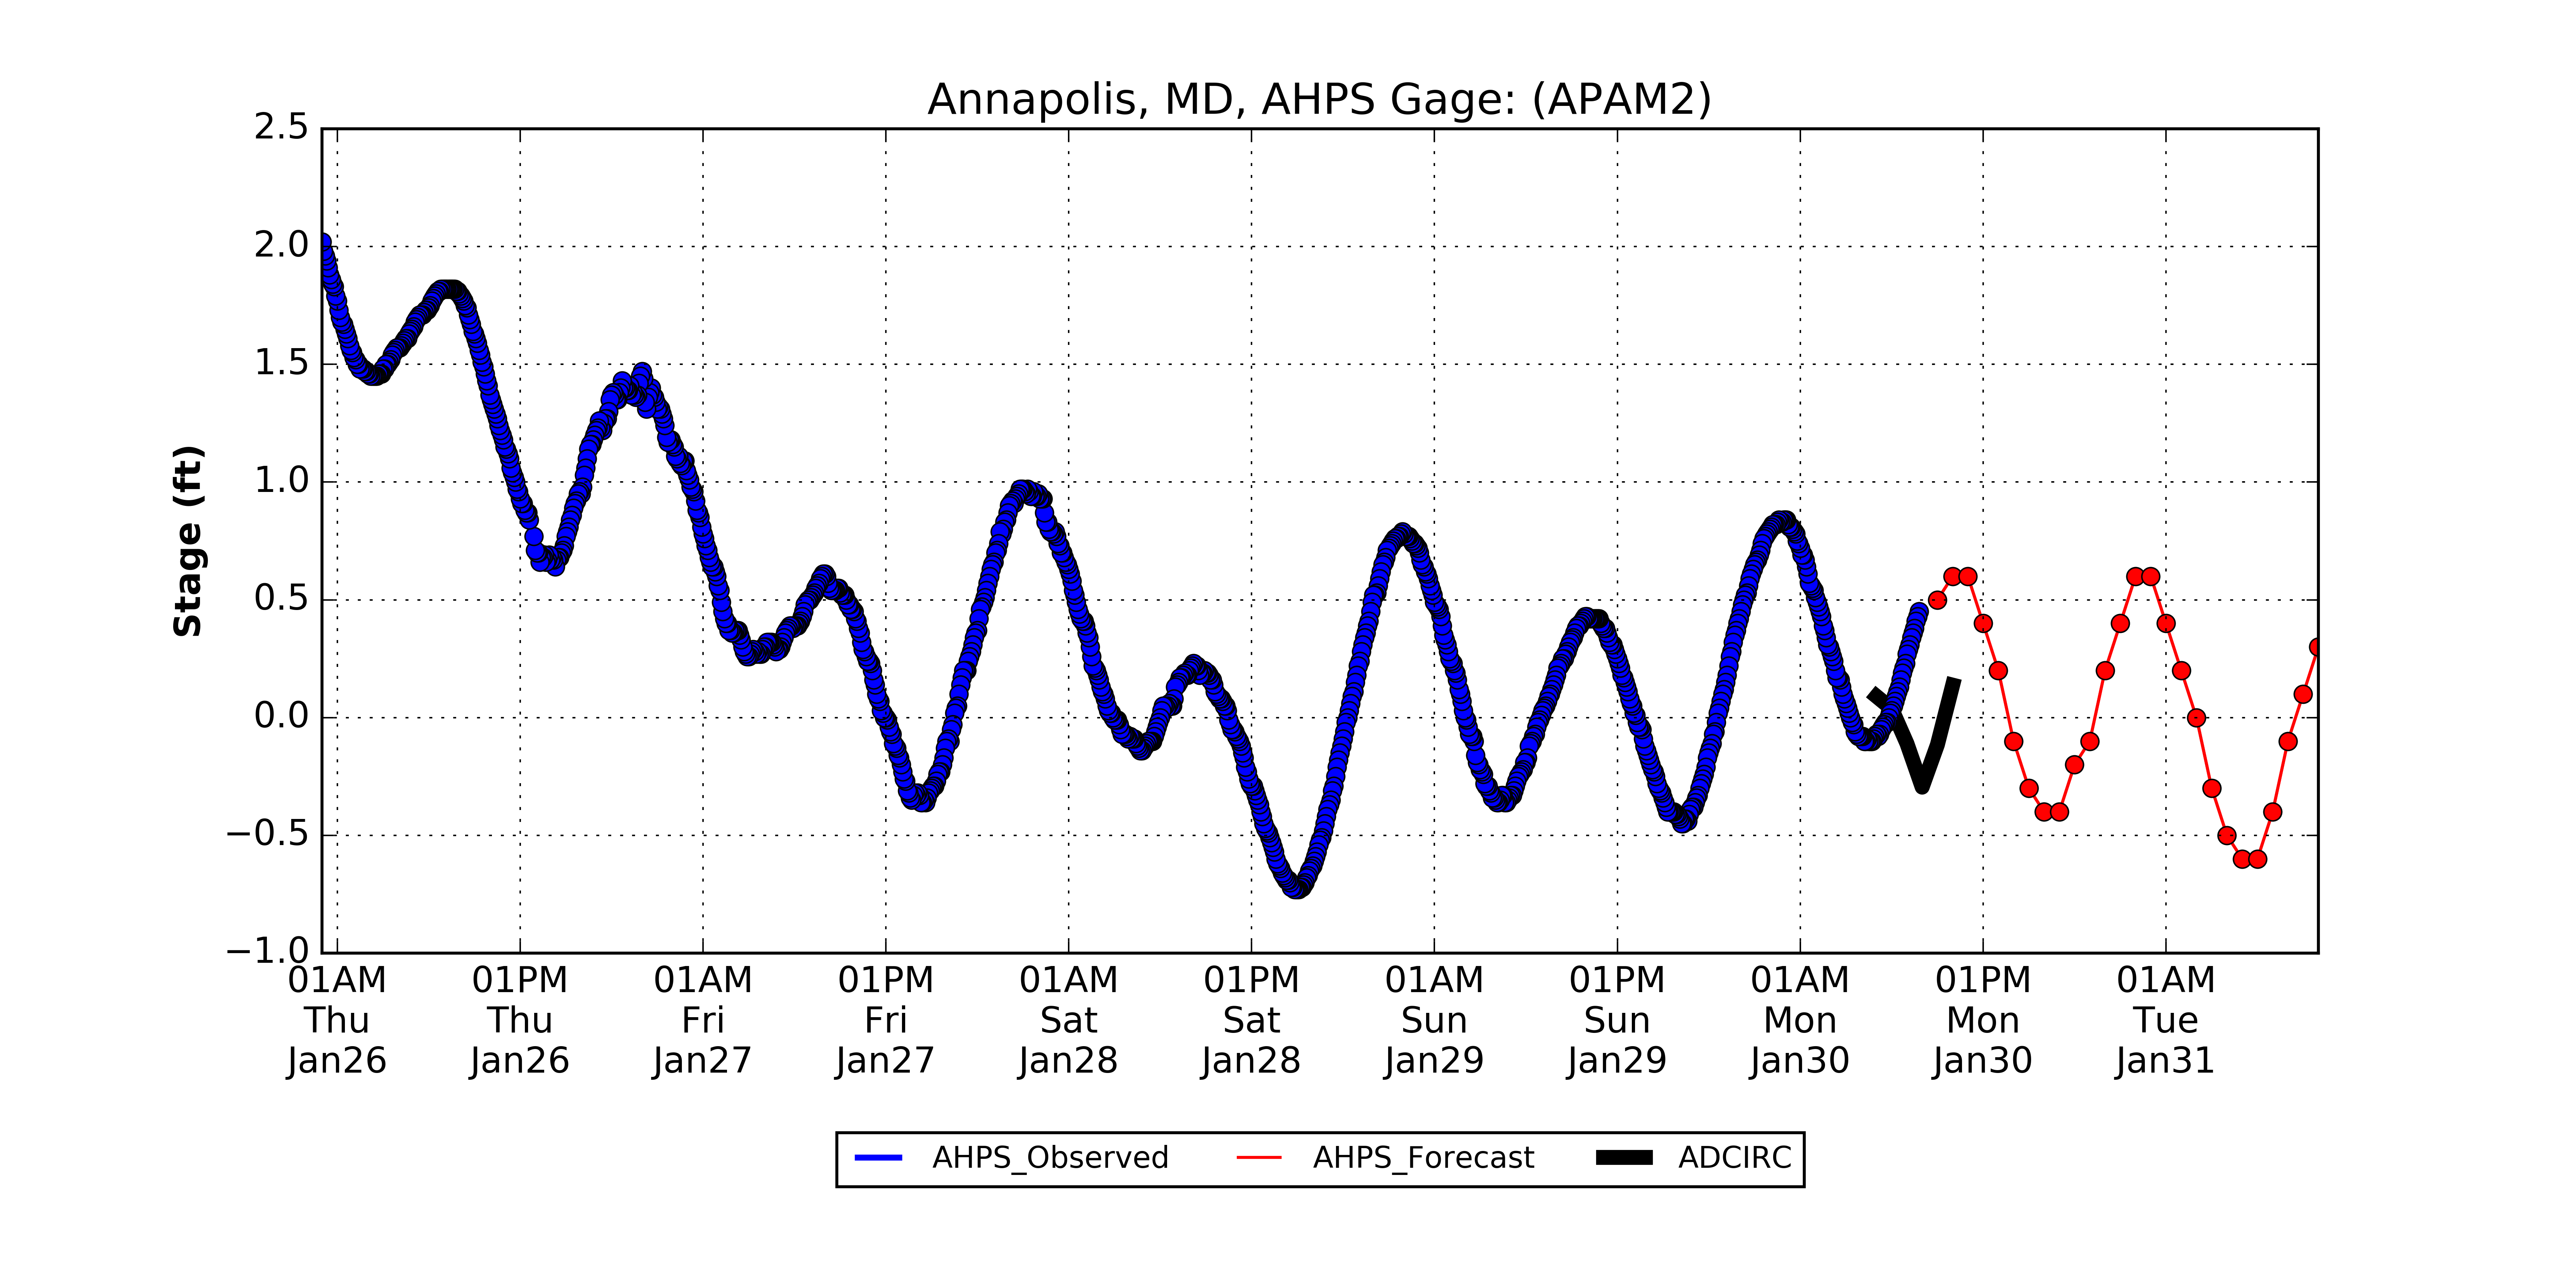 Annapolis, MD, AHPS Gage: (APAM2)
2.5
2.0
1.5
1.0
0.5
0.0
−0.5
−1.0
Stage (ft)
01AM 01PM 01AM 01PM 01AM 01PM 01AM 01PM 01AM 01PM 01AM
Thu Thu Fri Fri Sat Sat Sun Sun Mon Mon Tue
Jan26 Jan26 Jan27 Jan27 Jan28 Jan28 Jan29 Jan29 Jan30 Jan30 Jan31
AHPS_Observed AHPS_Forecast ADCIRC